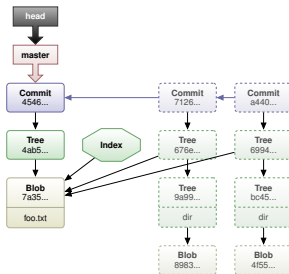 head
master
Commit
4546...
Commit
7126...
Commit
a440...
Tree
4ab5...
Index
Tree
676e...
Tree
6994...
Blob
7a35...
foo.txt
Tree
9a99...
dir
Tree
bc45...
dir
Blob
8983...
Blob
4f55...